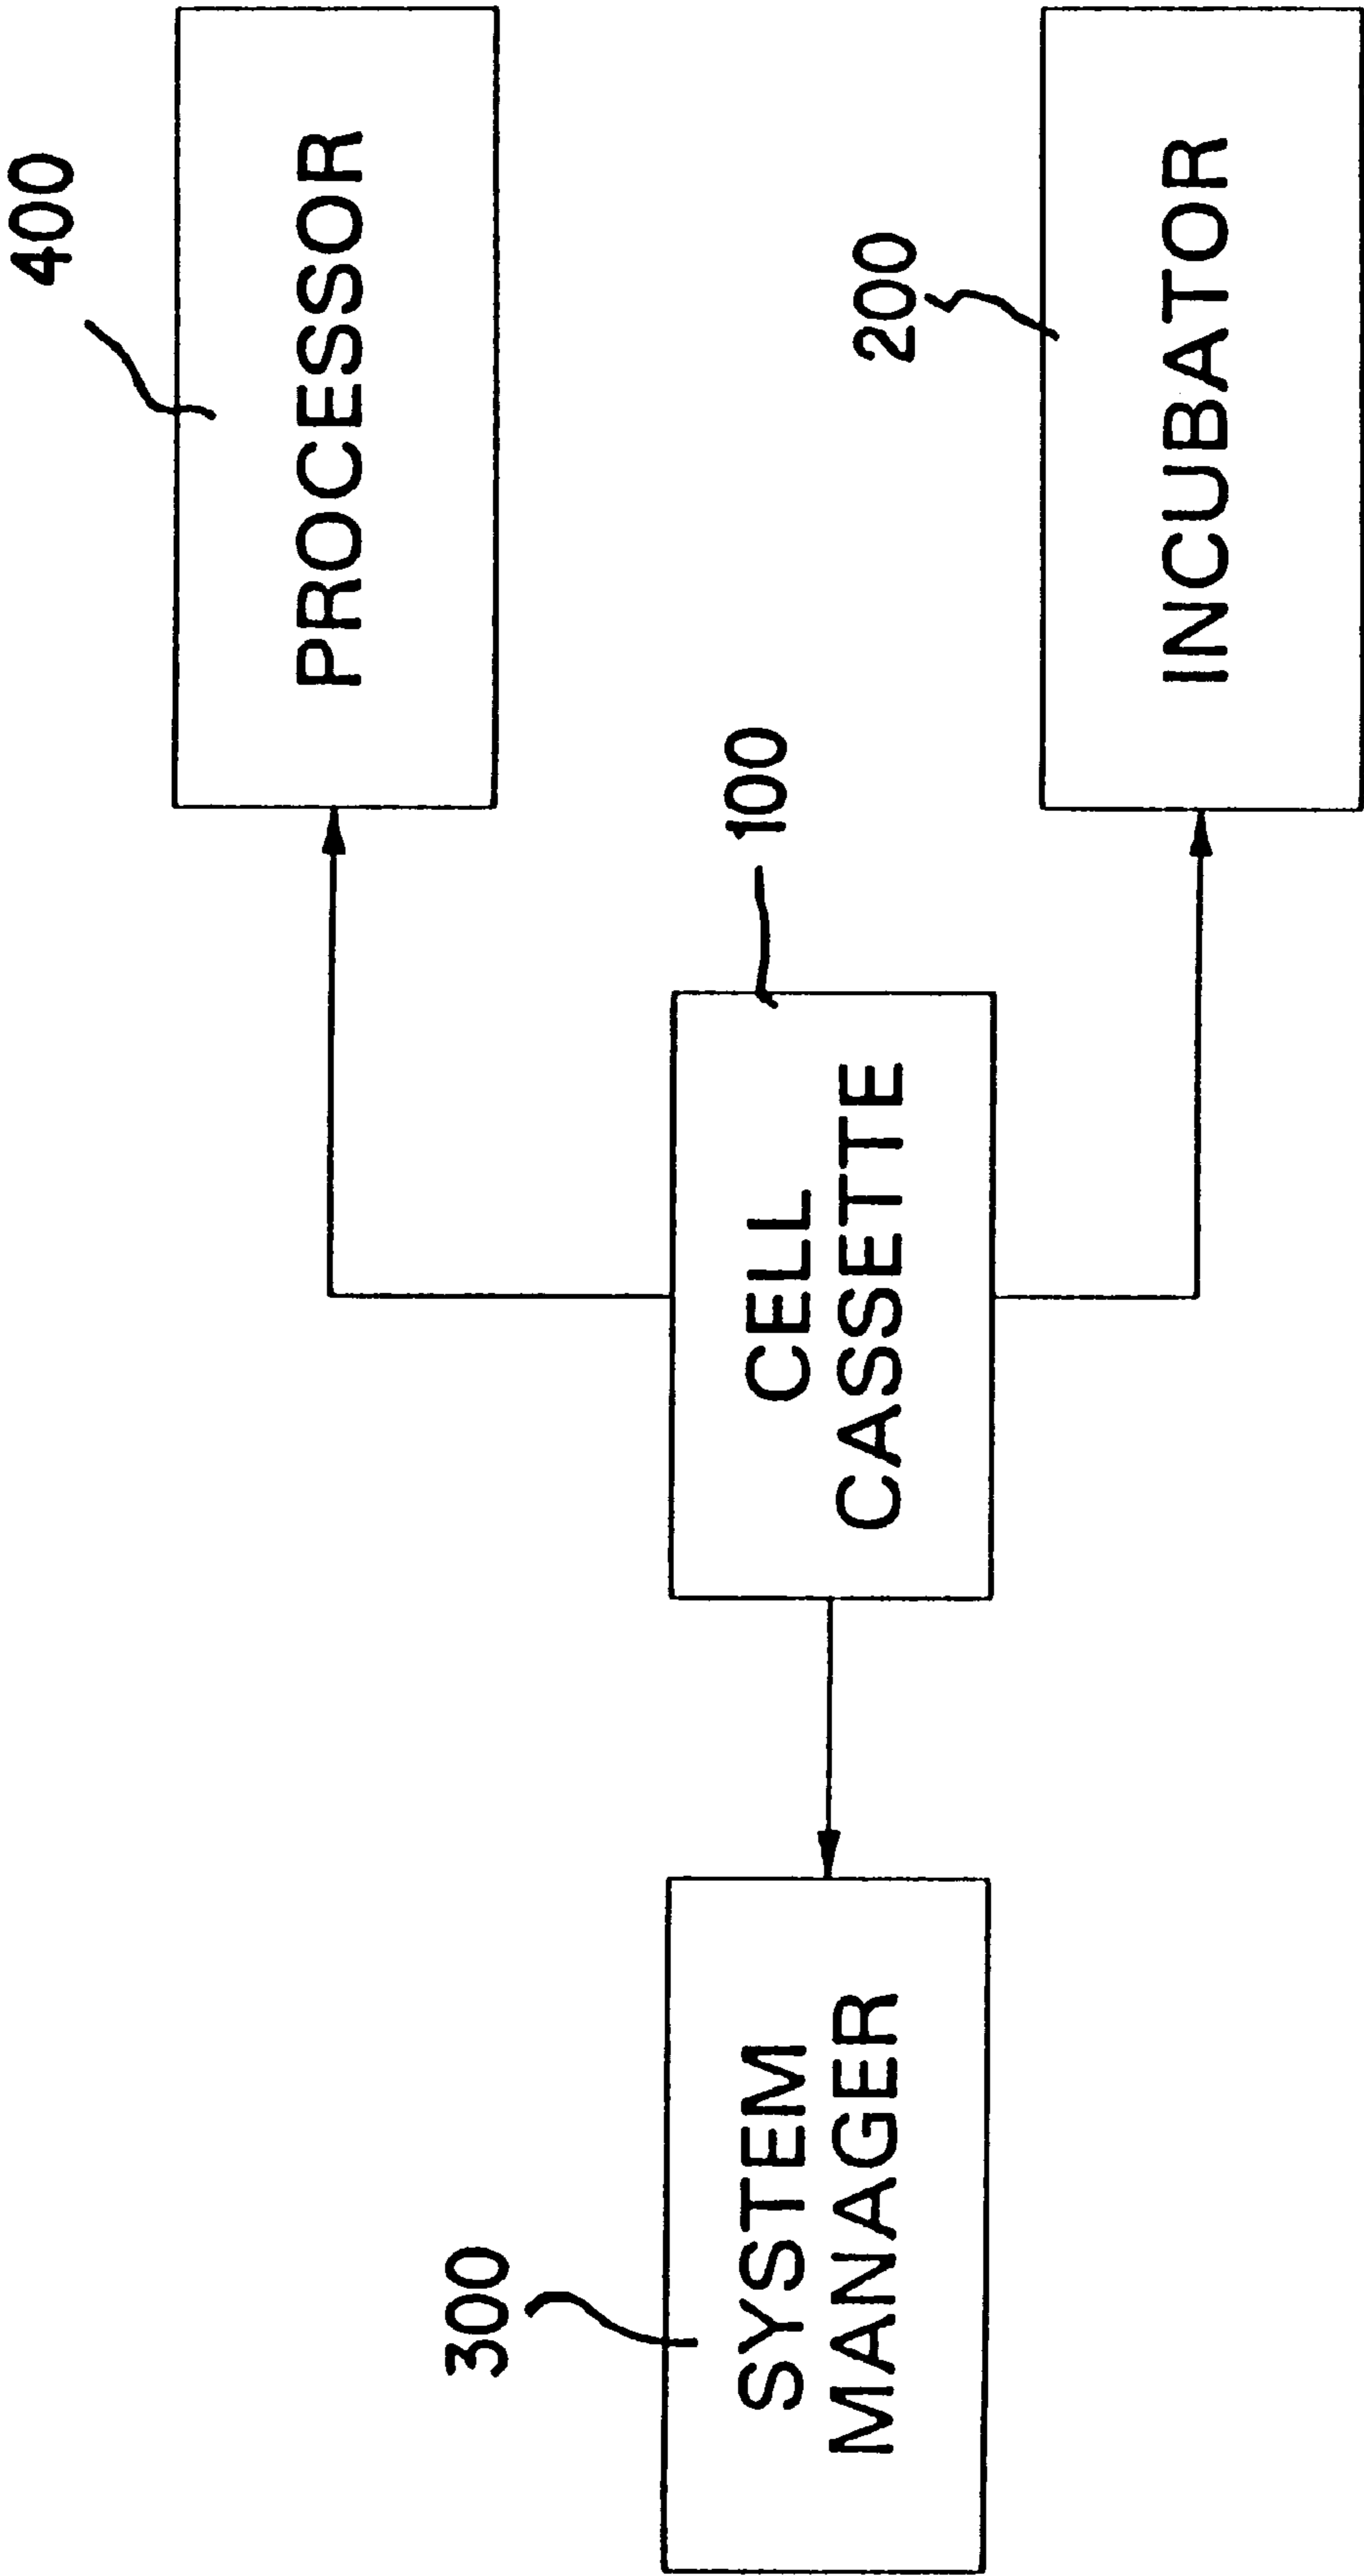 400
PROCESSOR
300
SYSTEM
MANAGER
100
CELL
CASSETTE
200
INCUBATOR